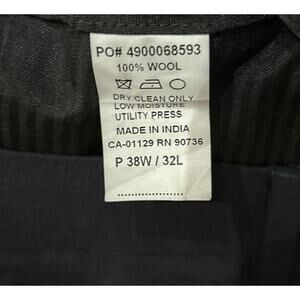 PO# 4900068593
100% WOOL
DRY CLEAN ONLY
LOW MOISTURE
UTILITY PRESS
MADE IN INDIA
CA-01129 RN 90736
P 38W / 32L